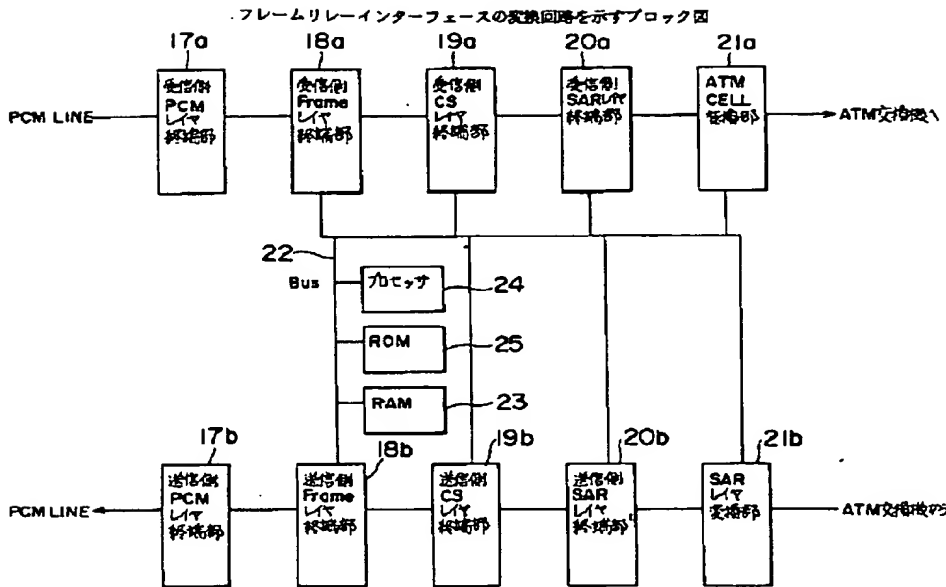 フレームリレーインターフェースの変換回路を示すブロック図
17a
18a
19a
20a
21a
PCM LINE
受信側
PCM
レイヤ
終端部
受信側
Frame
レイヤ
終端部
受信側
CS
レイヤ
終端部
受信側
SARレイヤ
終端部
ATM
CELL
変換部
ATM交換機へ
22
Bus
プロセッサ
24
ROM
25
RAM
23
17b
18b
19b
20b
21b
PCM LINE
送信側
PCM
レイヤ
終端部
送信側
Frame
レイヤ
終端部
送信側
CS
レイヤ
終端部
送信側
SAR
レイヤ
終端部
SAR
レイヤ
変換部
ATM交換機から